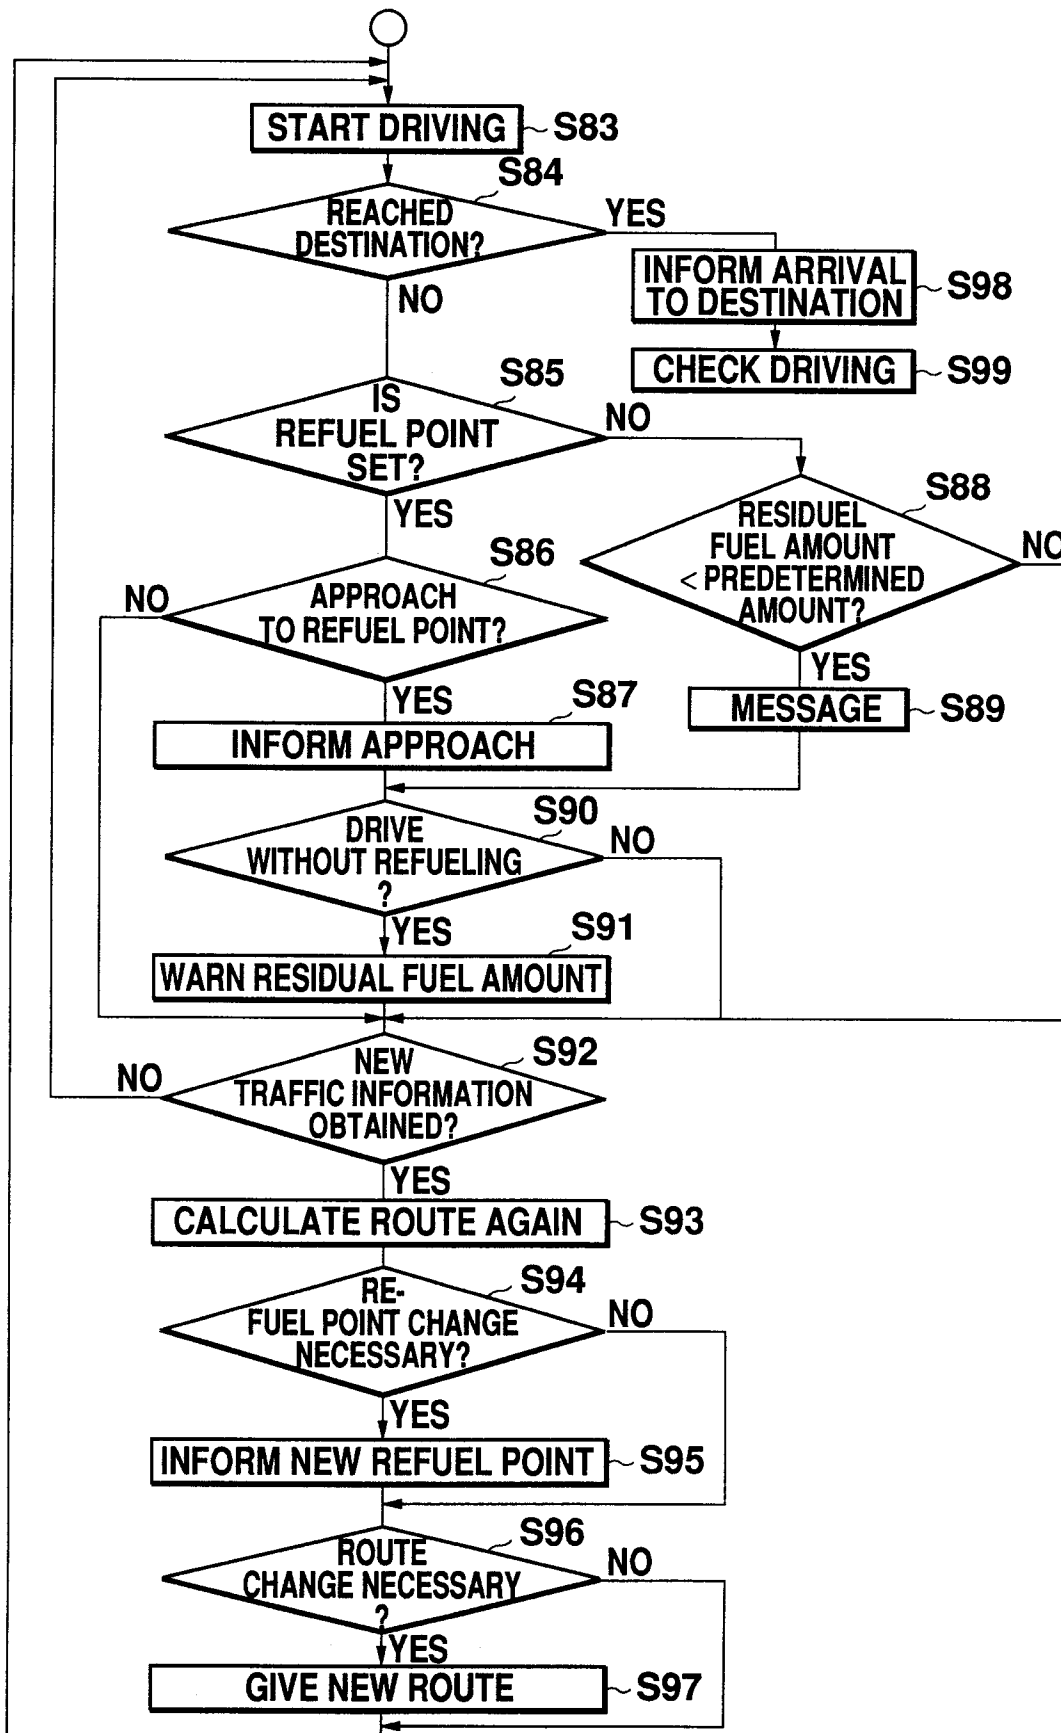 START DRIVING
S83
S84
REACHED
DESTINATION?
YES
NO
INFORM ARRIVAL
TO DESTINATION
S98
CHECK DRIVING
S99
S85
IS
REFUEL POINT
SET?
NO
YES
S88
RESIDUEL
FUEL AMOUNT
< PREDETERMINED
AMOUNT?
NO
YES
MESSAGE
S89
S86
APPROACH
TO REFUEL POINT?
NO
YES
S87
INFORM APPROACH
S90
DRIVE
WITHOUT REFUELING
?
NO
YES
S91
WARN RESIDUAL FUEL AMOUNT
S92
NEW
TRAFFIC INFORMATION
OBTAINED?
NO
YES
CALCULATE ROUTE AGAIN
S93
S94
RE-
FUEL POINT CHANGE
NECESSARY?
NO
YES
INFORM NEW REFUEL POINT
S95
S96
ROUTE
CHANGE NECESSARY
?
NO
YES
GIVE NEW ROUTE
S97